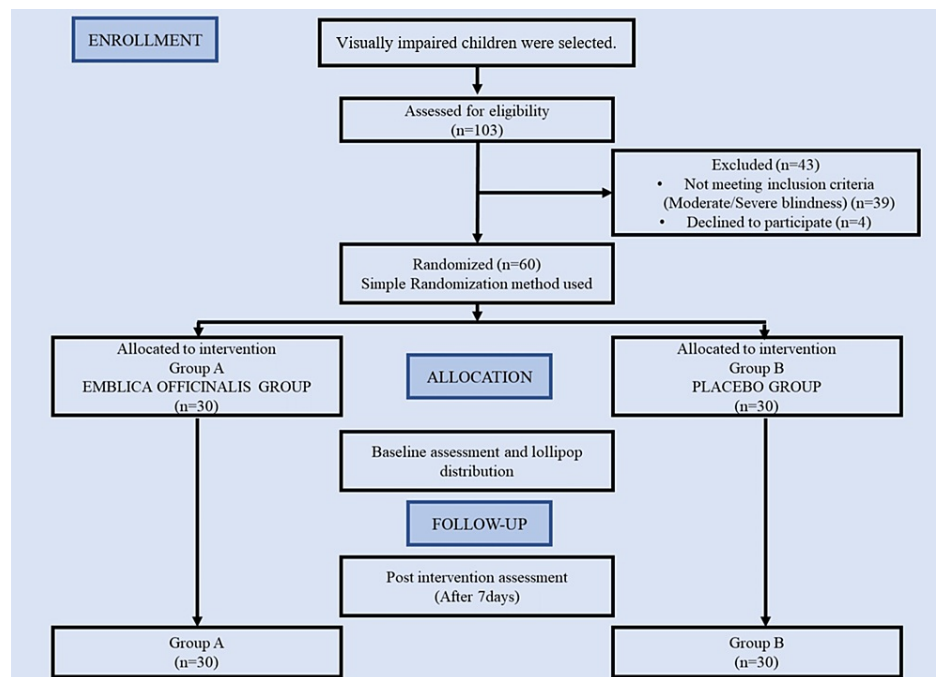 ENROLLMENT
Visually impaired children were selected.
Assessed for eligibility
(n=103)
Excluded (n=43)
• Not meeting inclusion criteria
(Moderate/Severe blindness) (n=39)
• Declined to participate (n=4)
Randomized (n=60)
Simple Randomization method used
Allocated to intervention
Group A
EMBLICA OFFICINALIS GROUP
(n=30)
ALLOCATION
Allocated to intervention
Group B
PLACEBO GROUP
(n=30)
Baseline assessment and lollipop
distribution
FOLLOW-UP
Post intervention assessment
(After 7days)
Group A
(n=30)
Group B
(n=30)